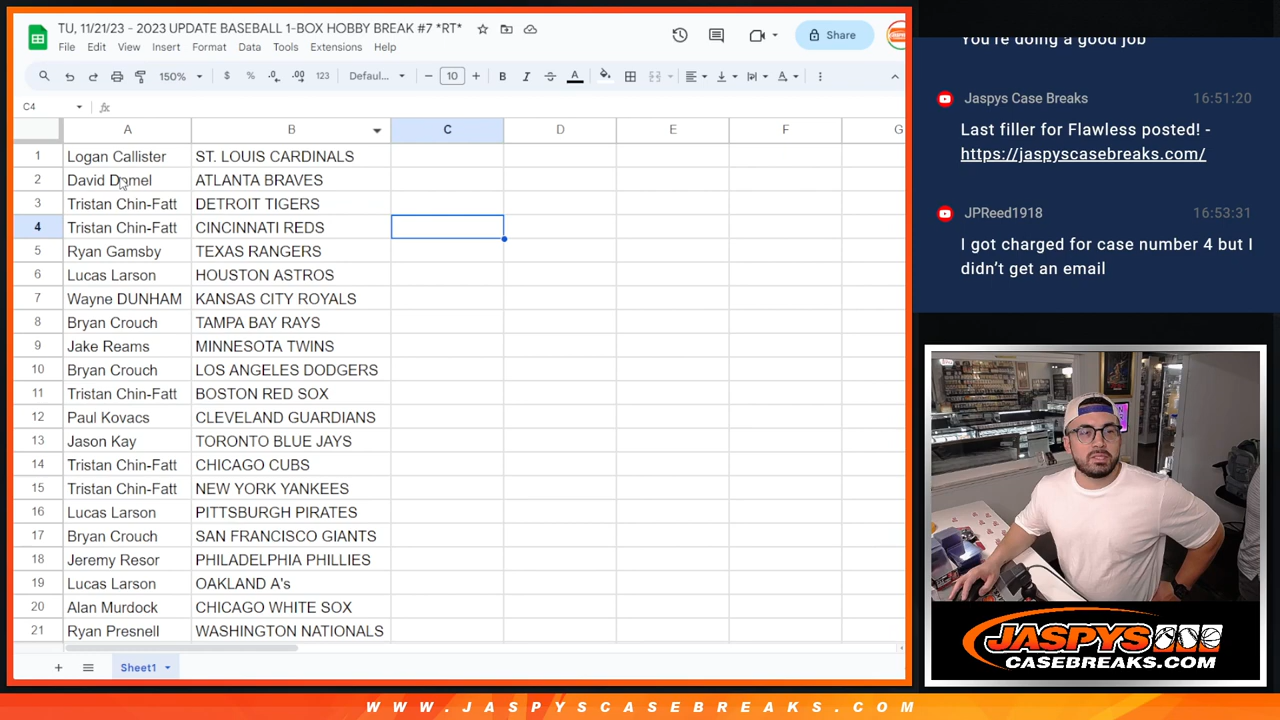 TU, 11/21/23 - 2023 UPDATE BASEBALL 1-BOX HOBBY BREAK #7 *RT*
File Edit View Insert Format Data Tools Extensions Help
Share
150% $ % .0 .00 123 Defaul... 10 B I A
C4 fx
A B C D E F G
1 Logan Callister ST. LOUIS CARDINALS
2 David Domel ATLANTA BRAVES
3 Tristan Chin-Fatt DETROIT TIGERS
4 Tristan Chin-Fatt CINCINNATI REDS
5 Ryan Gamsby TEXAS RANGERS
6 Lucas Larson HOUSTON ASTROS
7 Wayne DUNHAM KANSAS CITY ROYALS
8 Bryan Crouch TAMPA BAY RAYS
9 Jake Reams MINNESOTA TWINS
10 Bryan Crouch LOS ANGELES DODGERS
11 Tristan Chin-Fatt BOSTON RED SOX
12 Paul Kovacs CLEVELAND GUARDIANS
13 Jason Kay TORONTO BLUE JAYS
14 Tristan Chin-Fatt CHICAGO CUBS
15 Tristan Chin-Fatt NEW YORK YANKEES
16 Lucas Larson PITTSBURGH PIRATES
17 Bryan Crouch SAN FRANCISCO GIANTS
18 Jeremy Resor PHILADELPHIA PHILLIES
19 Lucas Larson OAKLAND A's
20 Alan Murdock CHICAGO WHITE SOX
21 Ryan Presnell WASHINGTON NATIONALS
Sheet1
You're doing a good job
Jaspys Case Breaks 16:51:20
Last filler for Flawless posted! -
https://jaspyscasebreaks.com/
JPReed1918 16:53:31
I got charged for case number 4 but I
didn't get an email
JASPYS
CASEBREAKS.COM
WWW.JASPYSCASEBREAKS.COM